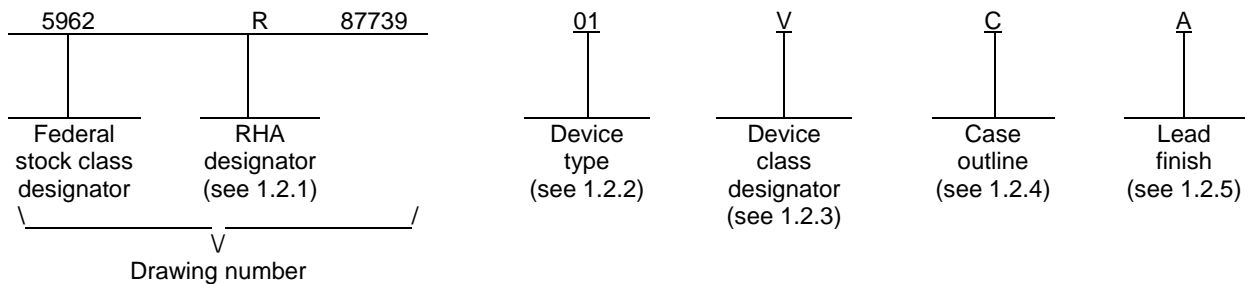 5962 R 87739 01 V C A
Federal stock class designator
RHA designator (see 1.2.1)
Device type (see 1.2.2)
Device class designator (see 1.2.3)
Case outline (see 1.2.4)
Lead finish (see 1.2.5)
\ /
\/
Drawing number